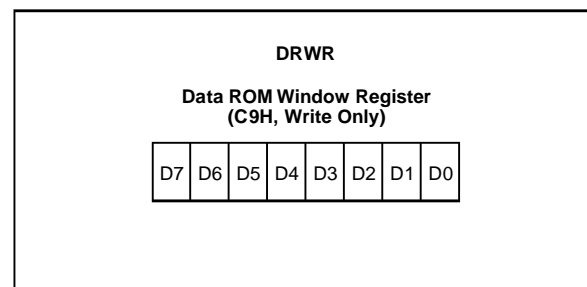 DRWR
Data ROM Window Register
(C9H, Write Only)
D7 D6 D5 D4 D3 D2 D1 D0